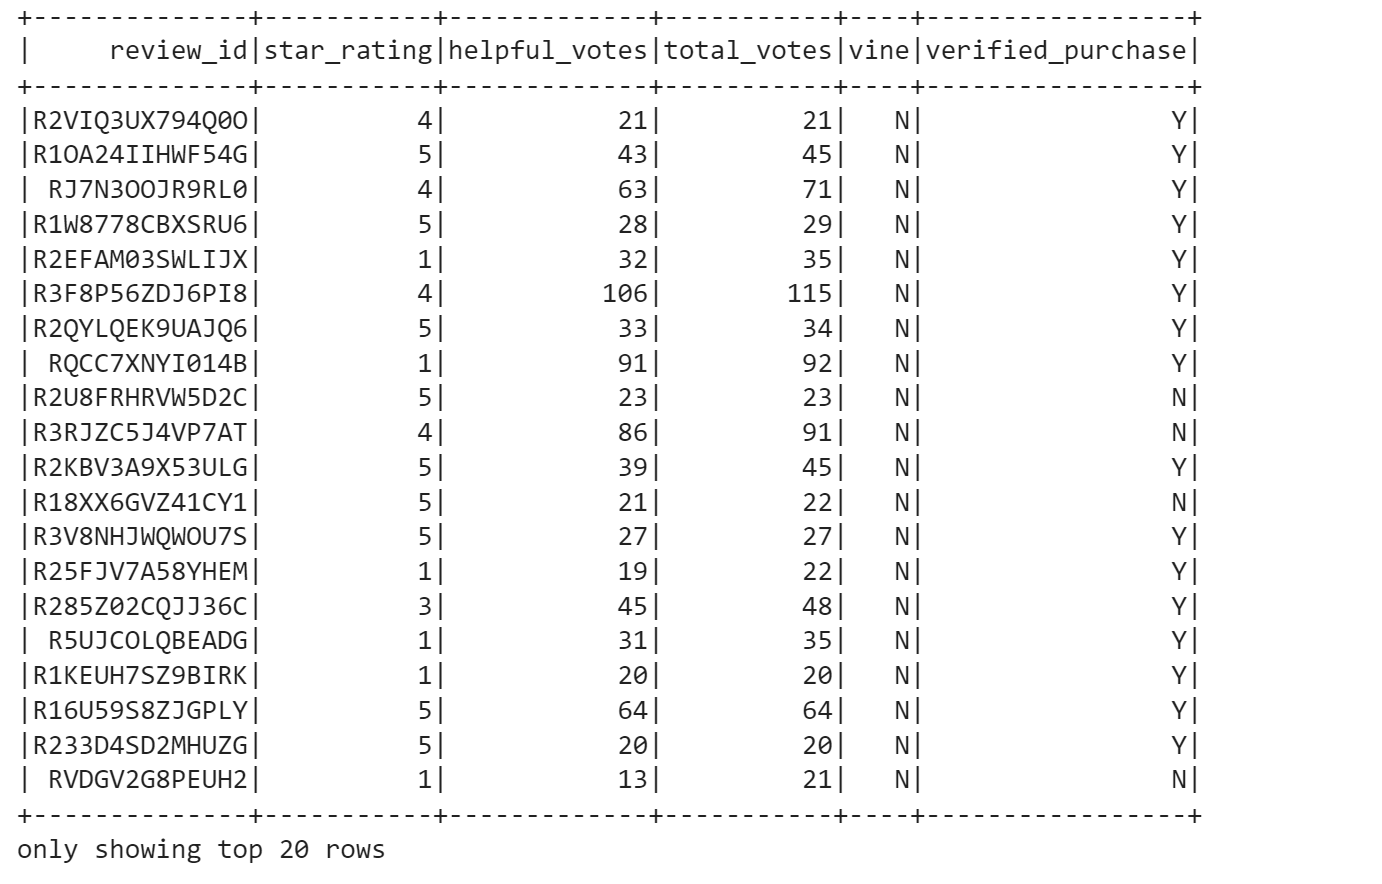 +--------------+-----------+-------------+-----------+----+-----------------+
|     review_id|star_rating|helpful_votes|total_votes|vine|verified_purchase|
+--------------+-----------+-------------+-----------+----+-----------------+
|R2VIQ3UX794Q0O|          4|           21|         21|   N|                Y|
|R1OA24IIHWF54G|          5|           43|         45|   N|                Y|
| RJ7N3OOJR9RL0|          4|           63|         71|   N|                Y|
|R1W8778CBXSRU6|          5|           28|         29|   N|                Y|
|R2EFAM03SWLIJX|          1|           32|         35|   N|                Y|
|R3F8P56ZDJ6PI8|          4|          106|        115|   N|                Y|
|R2QYLQEK9UAJQ6|          5|           33|         34|   N|                Y|
| RQCC7XNYI014B|          1|           91|         92|   N|                Y|
|R2U8FRHRVW5D2C|          5|           23|         23|   N|                N|
|R3RJZC5J4VP7AT|          4|           86|         91|   N|                N|
|R2KBV3A9X53ULG|          5|           39|         45|   N|                Y|
|R18XX6GVZ41CY1|          5|           21|         22|   N|                N|
|R3V8NHJWQWOU7S|          5|           27|         27|   N|                Y|
|R25FJV7A58YHEM|          1|           19|         22|   N|                Y|
|R285Z02CQJJ36C|          3|           45|         48|   N|                Y|
| R5UJCOLQBEADG|          1|           31|         35|   N|                Y|
|R1KEUH7SZ9BIRK|          1|           20|         20|   N|                Y|
|R16U59S8ZJGPLY|          5|           64|         64|   N|                Y|
|R233D4SD2MHUZG|          5|           20|         20|   N|                Y|
| RVDGV2G8PEUH2|          1|           13|         21|   N|                N|
+--------------+-----------+-------------+-----------+----+-----------------+
only showing top 20 rows